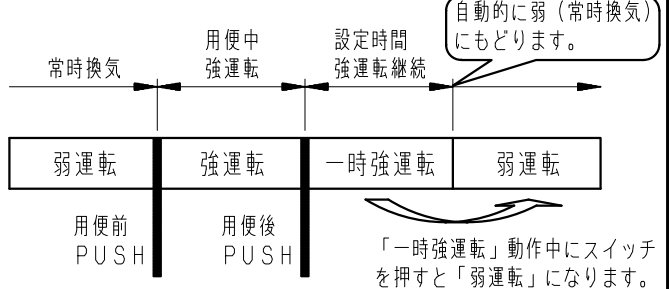 自動的に弱（常時換気）
にもどります。
用便中
強運転
設定時間
強運転継続
常時換気
弱運転
強運転
一時強運転
弱運転
用便前
PUSH
用便後
PUSH
「一時強運転」動作中にスイッチ
を押すと「弱運転」になります。